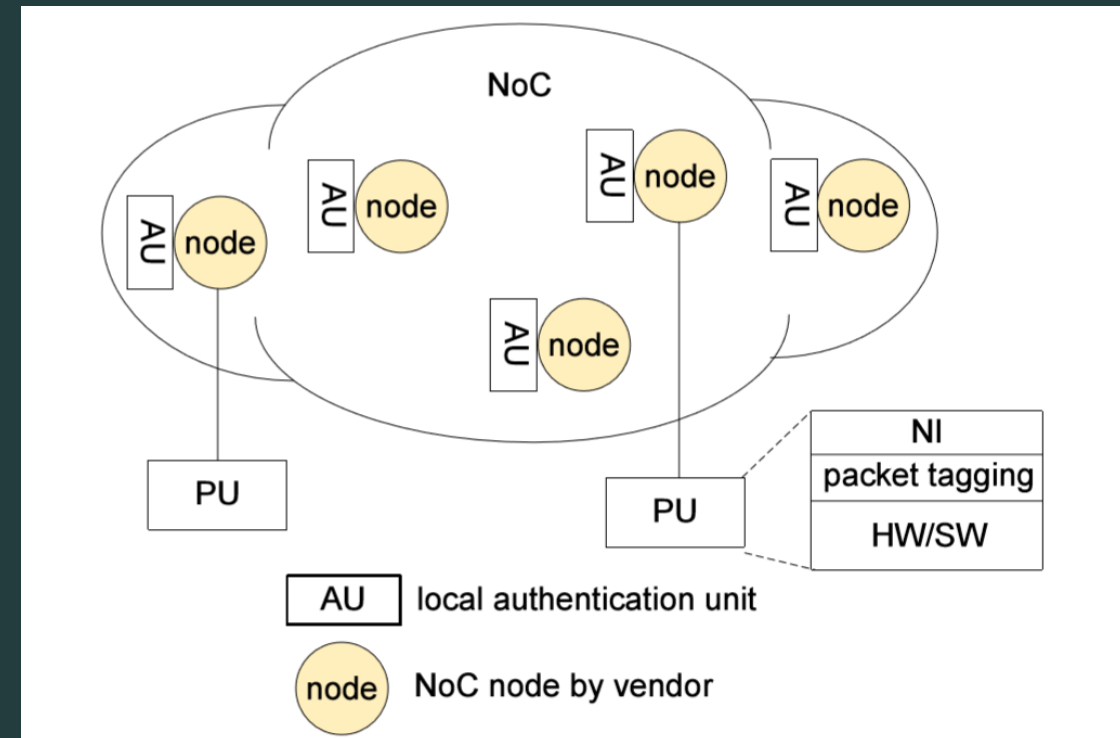 NoC
AU
node
AU
node
AU
node
AU
node
AU
node
PU
PU
NI
packet tagging
HW/SW
AU
local authentication unit
node
NoC node by vendor